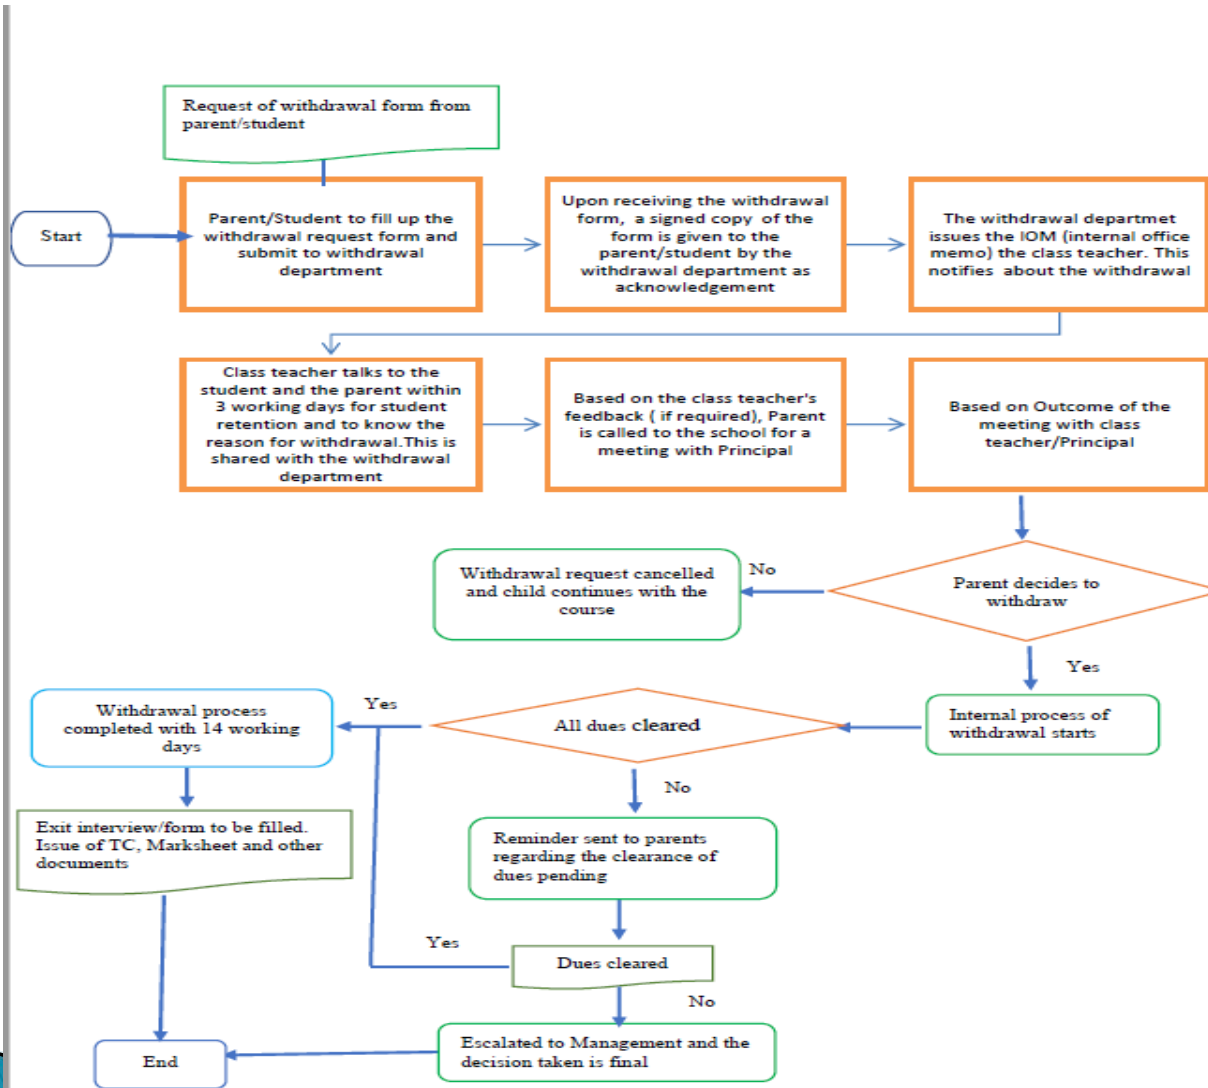 Request of withdrawal form from
parent/student
Start
Parent/Student to fill up the
withdrawal request form and
submit to withdrawal
department
Upon receiving the withdrawal
form,  a signed copy  of the
form is given to the
parent/student by the
withdrawal department as
acknowledgement
The withdrawal departmet
issues the IOM (internal office
memo) the class teacher. This
notifies  about the withdrawal
Class teacher talks to the
student and the parent within
3 working days for student
retention and to know the
reason for withdrawal.This is
shared with the withdrawal
department
Based on the class teacher's
feedback ( if required), Parent
is called to the school for a
meeting with Principal
Based on Outcome of the
meeting with class
teacher/Principal
Parent decides to
withdraw
No
Withdrawal request cancelled
and child continues with the
course
Yes
Internal process of
withdrawal starts
All dues cleared
Yes
Withdrawal process
completed with 14 working
days
Exit interview/form to be filled.
Issue of TC, Marksheet and other
documents
No
Reminder sent to parents
regarding the clearance of
dues pending
Yes
Dues cleared
No
Escalated to Management and the
decision taken is final
End